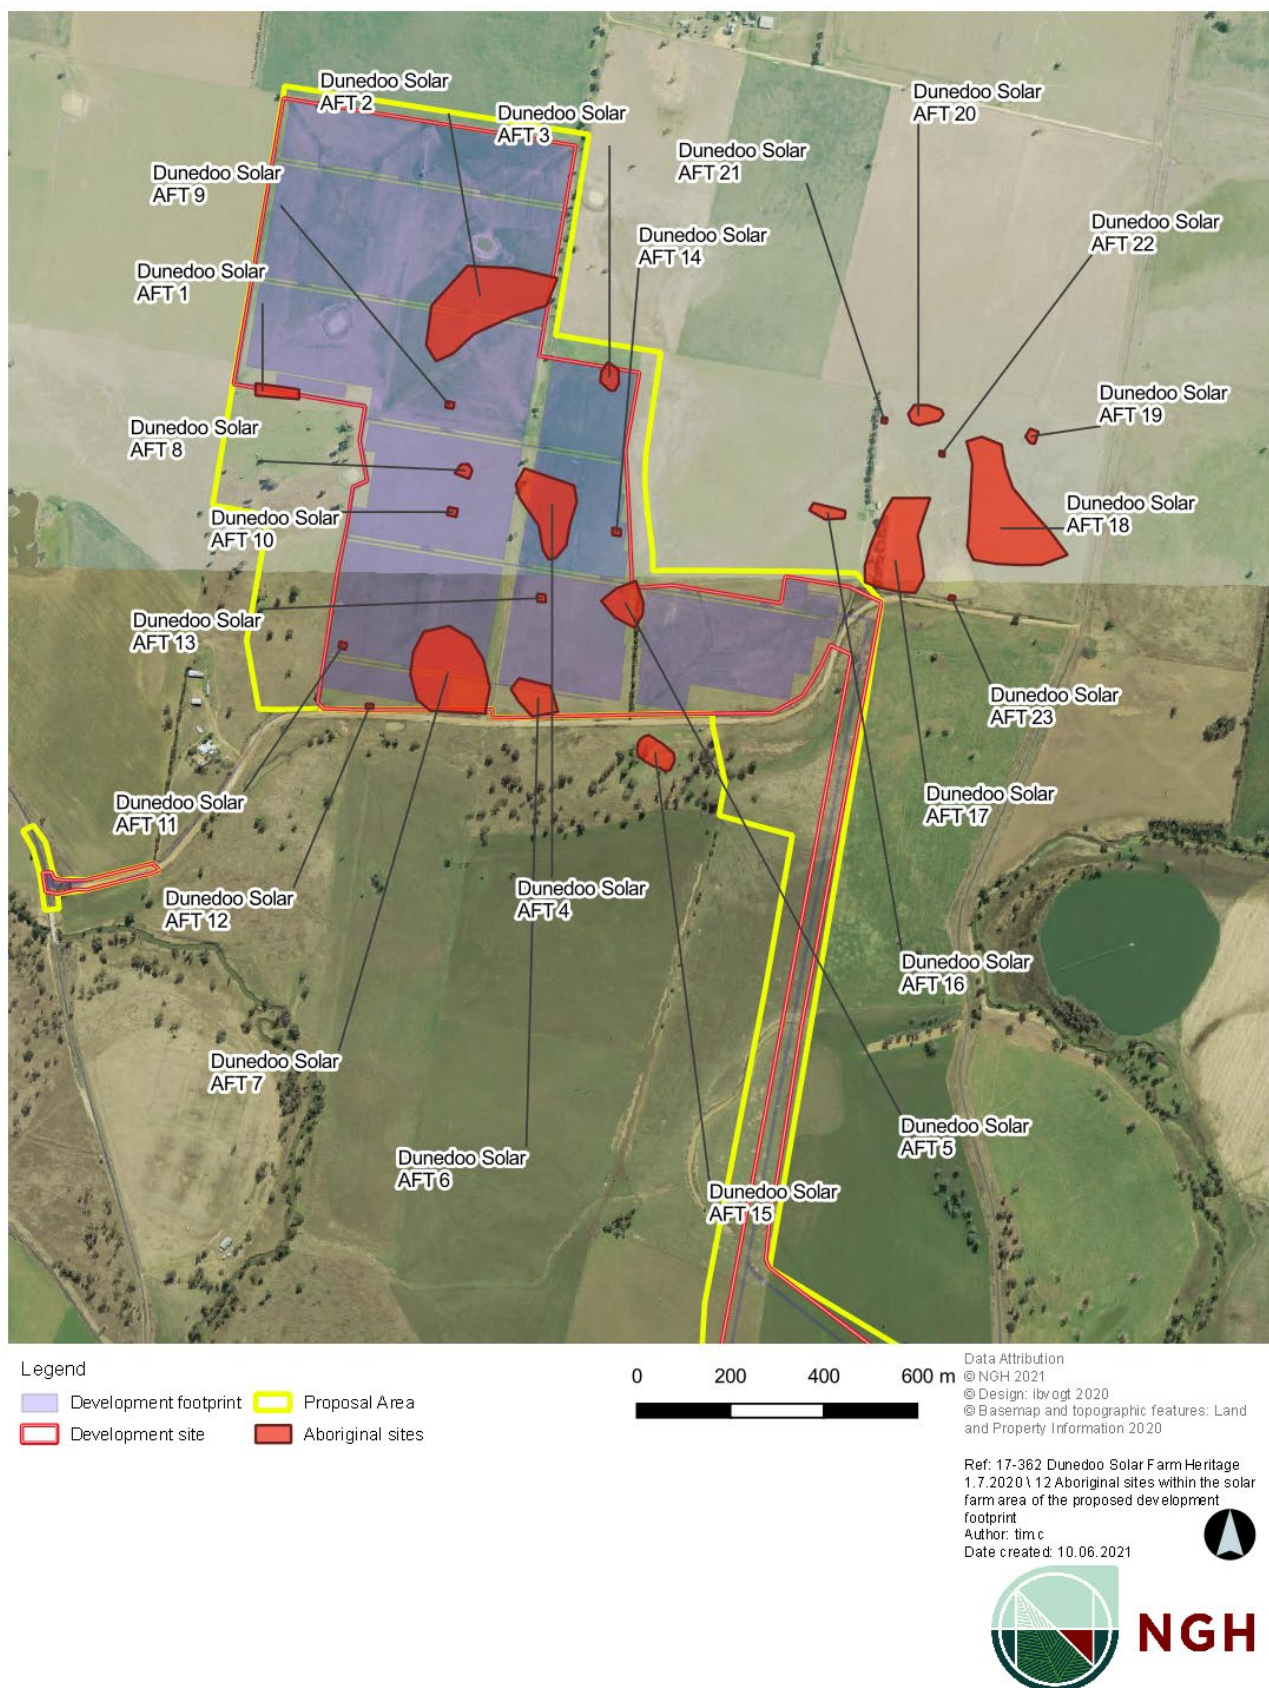 Dunedoo Solar
AFT 2
Dunedoo Solar
AFT 3
Dunedoo Solar
AFT 20
Dunedoo Solar
AFT 21
Dunedoo Solar
AFT 9
Dunedoo Solar
AFT 22
Dunedoo Solar
AFT 14
Dunedoo Solar
AFT 1
Dunedoo Solar
AFT 19
Dunedoo Solar
AFT 8
Dunedoo Solar
AFT 18
Dunedoo Solar
AFT 10
Dunedoo Solar
AFT 13
Dunedoo Solar
AFT 23
Dunedoo Solar
AFT 17
Dunedoo Solar
AFT 11
Dunedoo Solar
AFT 4
Dunedoo Solar
AFT 12
Dunedoo Solar
AFT 16
Dunedoo Solar
AFT 7
Dunedoo Solar
AFT 5
Dunedoo Solar
AFT 6
Dunedoo Solar
AFT 15
Legend
Development footprint
Proposal Area
Development site
Aboriginal sites
0 200 400 600 m
Data Attribution
© NGH 2021
© Design: ibvogt 2020
© Basemap and topographic features: Land
and Property Information 2020
Ref: 17-362 Dunedoo Solar Farm Heritage
1.7.2020 \ 12 Aboriginal sites within the solar
farm area of the proposed development
footprint
Author: tim.c
Date created: 10.06.2021
NGH